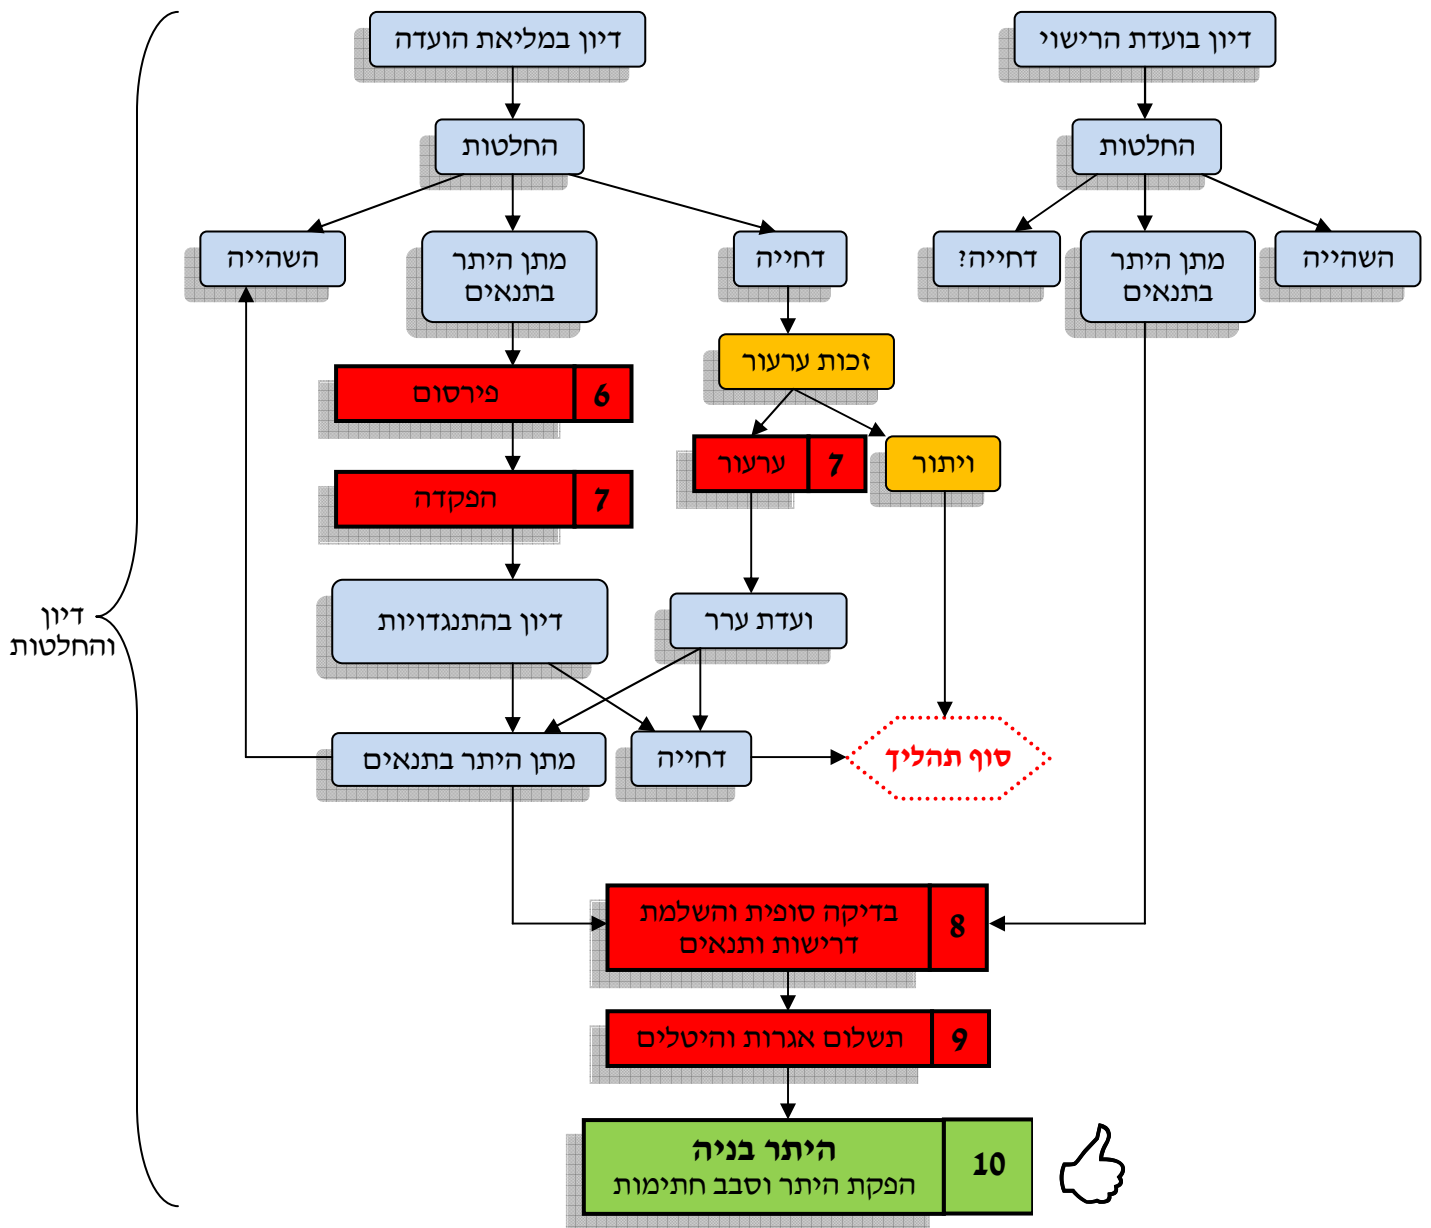 דיון בועדת הרישוי
דיון במליאת הועדה
החלטות
החלטות
השהייה
מתן היתר
בתנאים
דחייה?
דחייה
מתן היתר
בתנאים
השהייה
זכות ערעור
6 פירסום
ויתור
7 ערעור
7 הפקדה
ועדת ערר
דיון בהתנגדויות
דיון
והחלטות
סוף תהליך
דחייה
מתן היתר בתנאים
8 בדיקה סופית והשלמת
דרישות ותנאים
9 תשלום אגרות והיטלים
10 היתר בניה
הפקת היתר וסבב חתימות